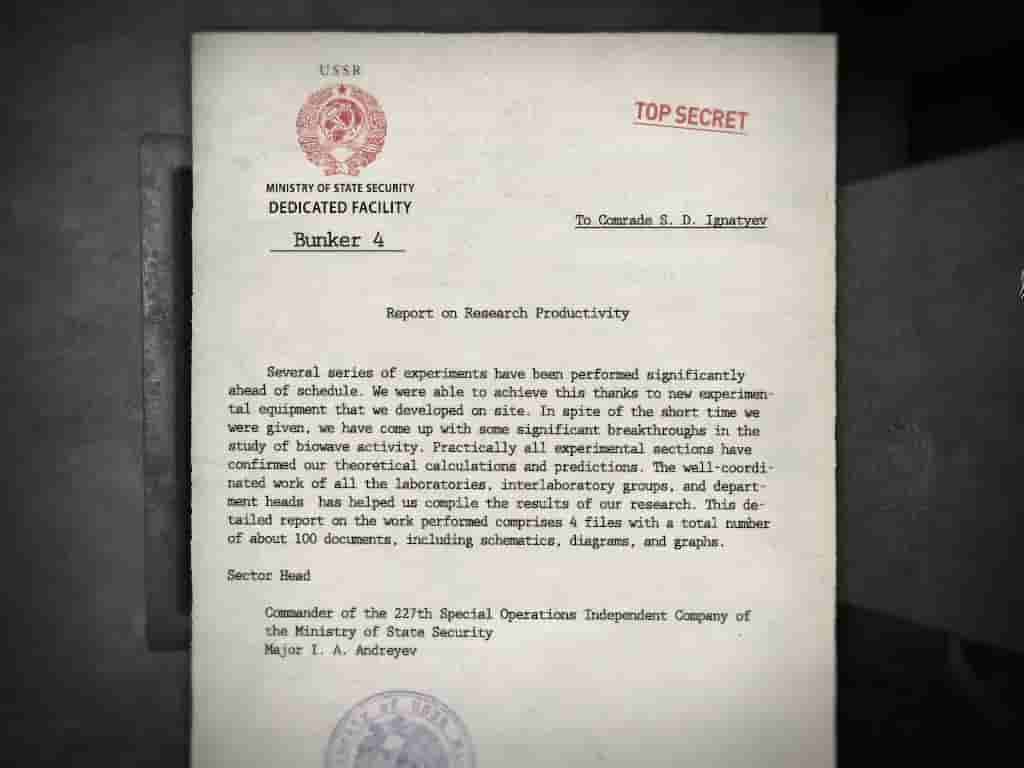 USSR
TOP SECRET
MINISTRY OF STATE SECURITY
DEDICATED FACILITY
Bunker 4
To Comrade S. D. Ignatyev
Report on Research Productivity
Several series of experiments have been performed significantly
ahead of schedule. We were able to achieve this thanks to new experimen-
tal equipment that we developed on site. In spite of the short time we
were given, we have come up with some significant breakthroughs in the
study of biowave activity. Practically all experimental sections have
confirmed our theoretical calculations and predictions. The well-coordi-
nated work of all the laboratories, interlaboratory groups, and depart-
ment heads  has helped us compile the results of our research. This de-
tailed report on the work performed comprises 4 files with a total number
of about 100 documents, including schematics, diagrams, and graphs.
Sector Head
Commander of the 227th Special Operations Independent Company of
the Ministry of State Security
Major I. A. Andreyev